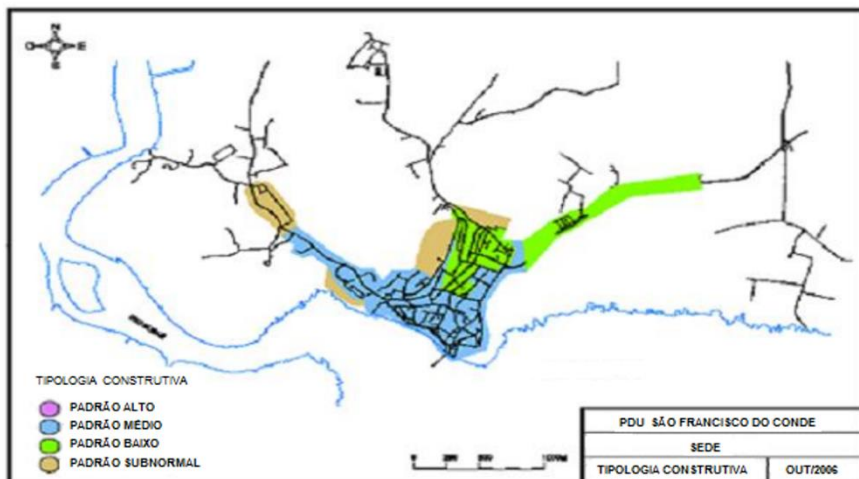 N
O E
S
TIPOLOGIA CONSTRUTIVA
PADRÃO ALTO
PADRÃO MÉDIO
PADRÃO BAIXO
PADRÃO SUBNORMAL
0
PDU SÃO FRANCISCO DO CONDE
SEDE
TIPOLOGIA CONSTRUTIVA OUT/2006